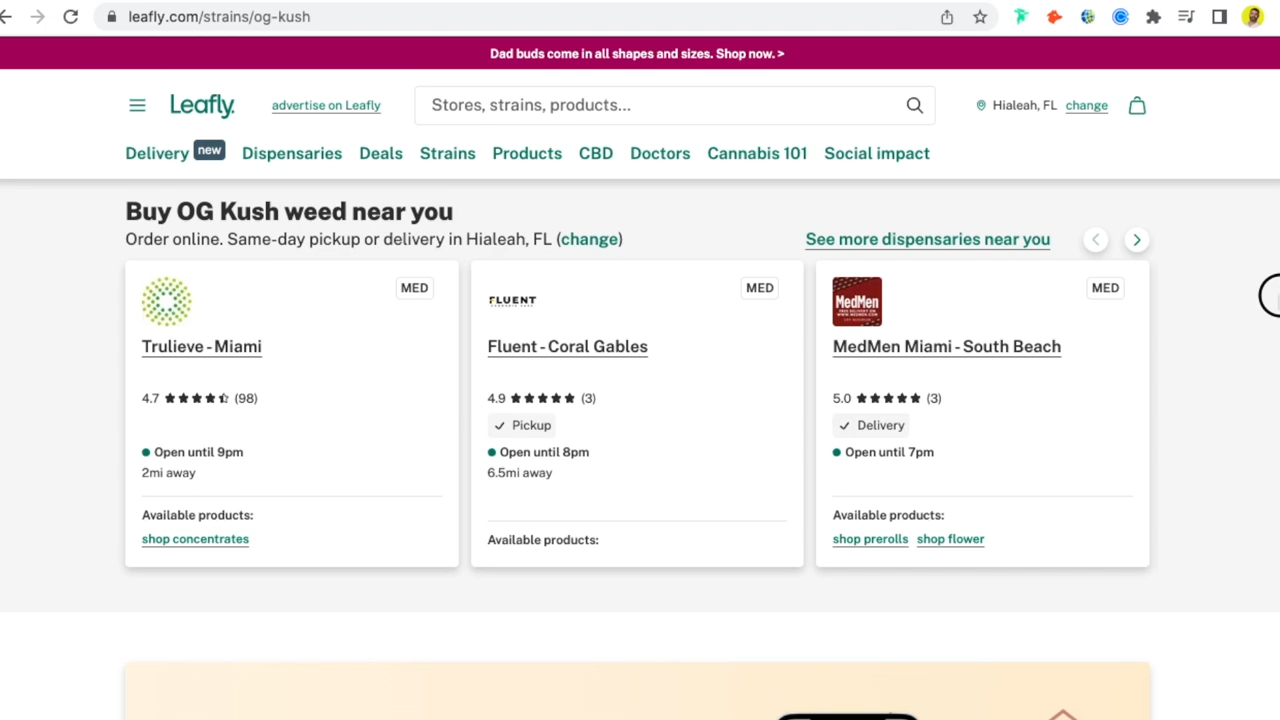 leafly.com/strains/og-kush
Dad buds come in all shapes and sizes. Shop now. >
Leafly.
advertise on Leafly
Stores, strains, products...
Hialeah, FL change
Delivery new Dispensaries Deals Strains Products CBD Doctors Cannabis 101 Social impact
Buy OG Kush weed near you
Order online. Same-day pickup or delivery in Hialeah, FL (change)
See more dispensaries near you
MED
Trulieve - Miami
4.7 (98)
Open until 9pm
2mi away
Available products:
shop concentrates
FLUENT
MED
Fluent - Coral Gables
4.9 (3)
Pickup
Open until 8pm
6.5mi away
Available products:
MedMen
MED
MedMen Miami - South Beach
5.0 (3)
Delivery
Open until 7pm
Available products:
shop prerolls shop flower